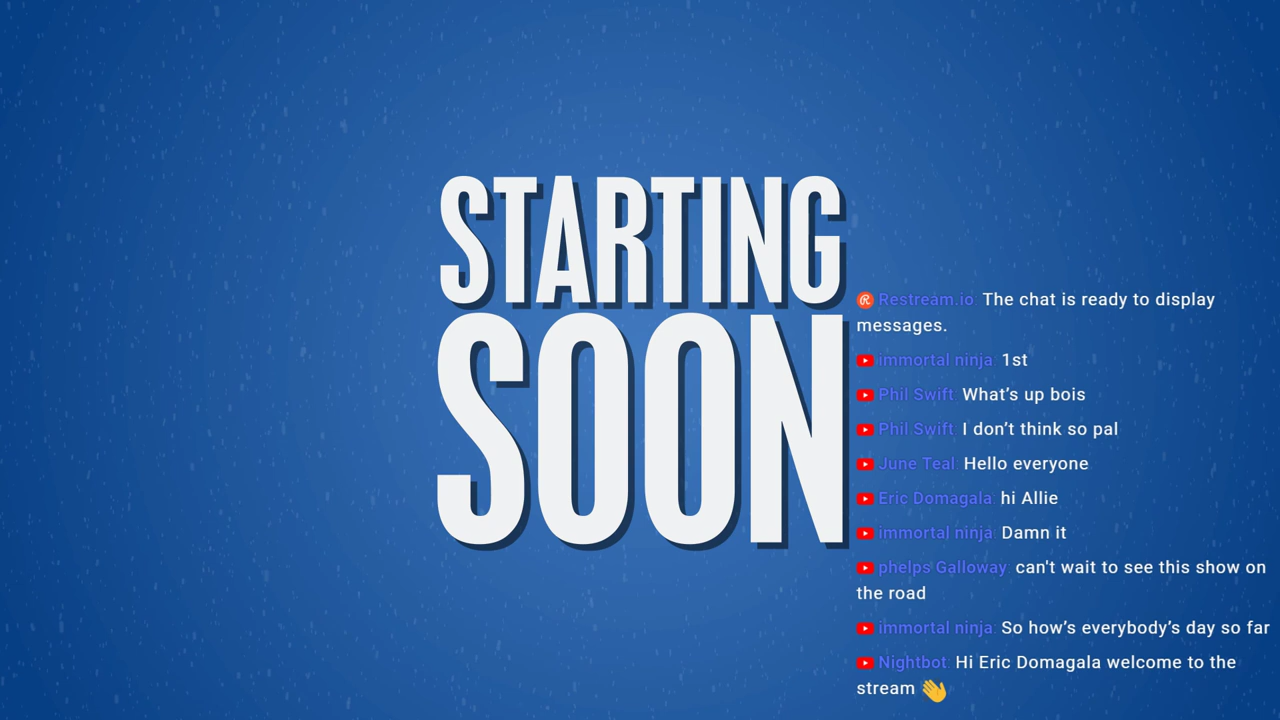 STARTING
SOON
Restream.io The chat is ready to display
messages.
immortal ninja 1st
Phil Swift What’s up bois
Phil Swift I don’t think so pal
June Teal Hello everyone
Eric Domagala hi Allie
immortal ninja Damn it
phelps Galloway can't wait to see this show on
the road
immortal ninja So how’s everybody’s day so far
Nightbot Hi Eric Domagala welcome to the
stream 👋